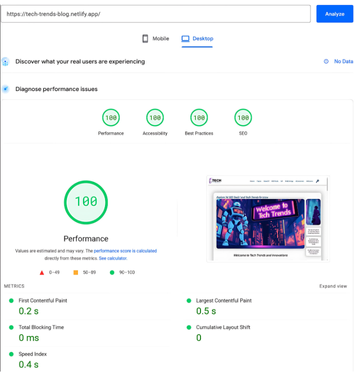 https://tech-trends-blog.netlify.app/
Analyze
Mobile
Desktop
Discover what your real users are experiencing
No Data
Diagnose performance issues
100
100
100
100
Performance
Accessibility
Best Practices
SEO
100
Performance
Values are estimated and may vary. The performance score is calculated
directly from these metrics. See calculator.
0-49
50-89
90-100
TECH
Welcome to
Tech Trends
Welcome to Tech Trends and Innovations
METRICS
Expand view
First Contentful Paint
0.2 s
Largest Contentful Paint
0.5 s
Total Blocking Time
0 ms
Cumulative Layout Shift
0
Speed Index
0.4 s